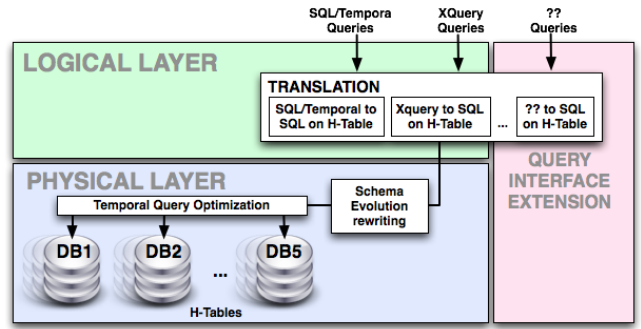 SQL/Tempora
Queries
XQuery
Queries
??
Queries
LOGICAL LAYER
TRANSLATION
SQL/Temporal to
SQL on H-Table
Xquery to SQL
on H-Table
...
?? to SQL
on H-Table
QUERY
INTERFACE
EXTENSION
PHYSICAL LAYER
Schema
Evolution
rewriting
Temporal Query Optimization
DB1
DB2
...
DB5
H-Tables